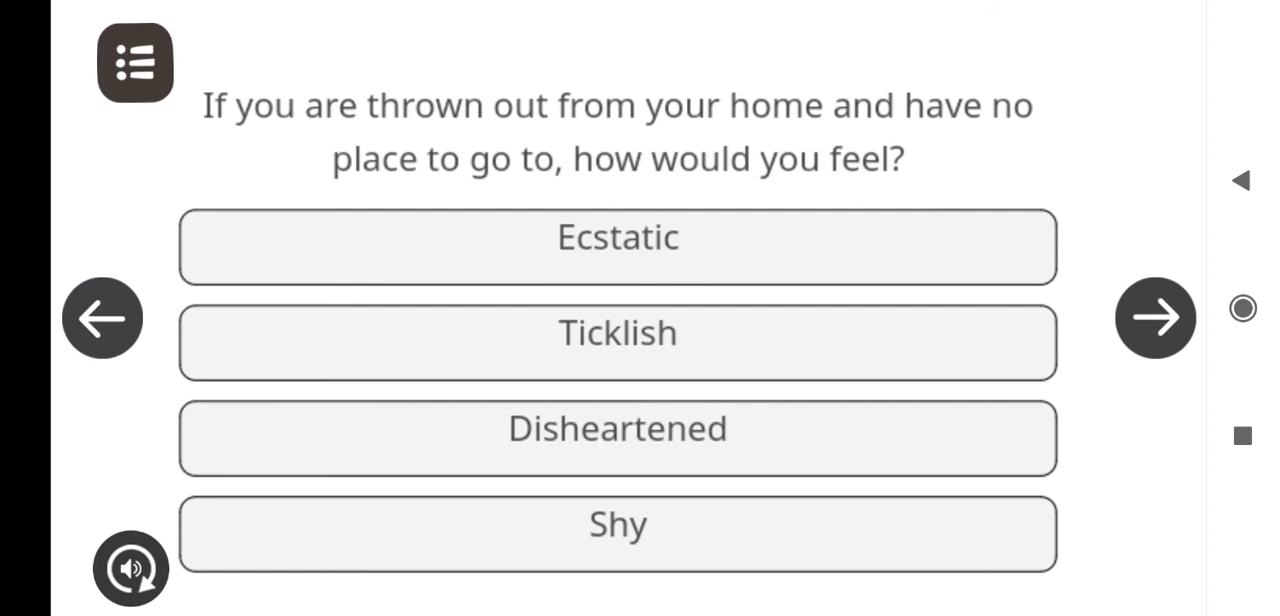 If you are thrown out from your home and have no
place to go to, how would you feel?
Ecstatic
Ticklish
Disheartened
Shy